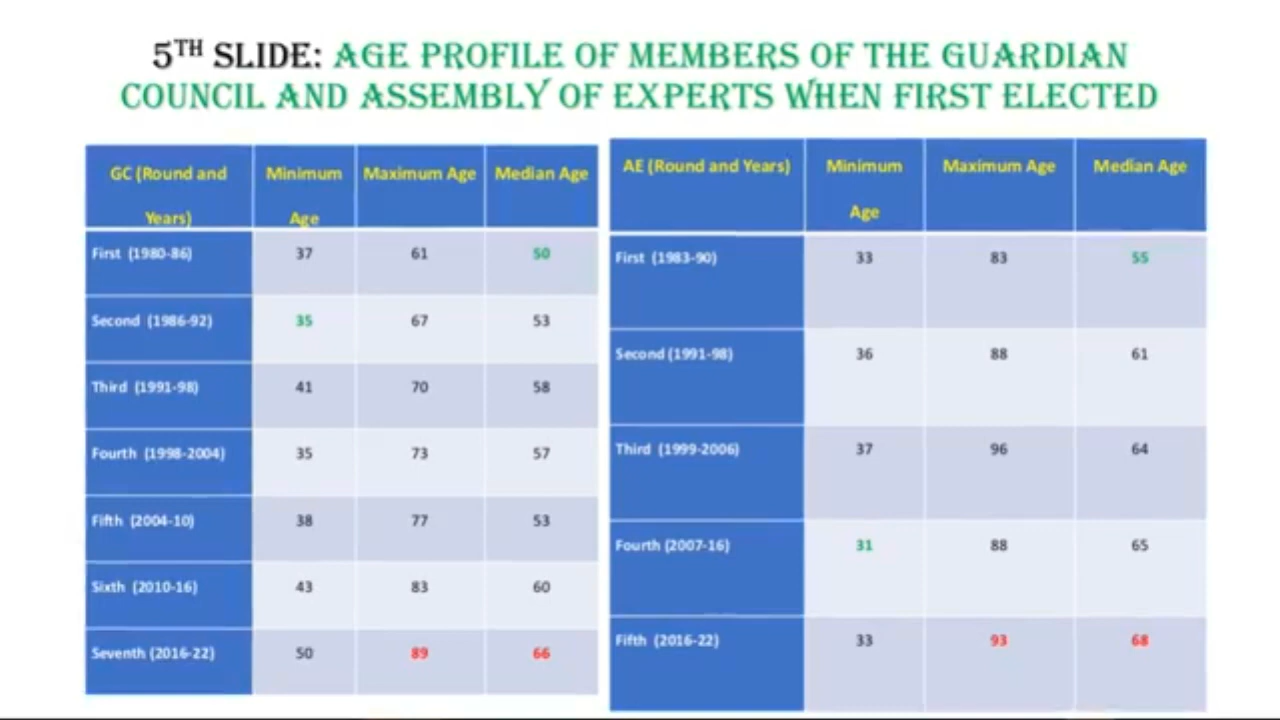 5TH SLIDE: AGE PROFILE OF MEMBERS OF THE GUARDIAN
COUNCIL AND ASSEMBLY OF EXPERTS WHEN FIRST ELECTED
GC (Round and Years) Minimum Age Maximum Age Median Age
First (1980-86) 37 61 50
Second (1986-92) 35 67 53
Third (1991-98) 41 70 58
Fourth (1998-2004) 35 73 57
Fifth (2004-10) 38 77 53
Sixth (2010-16) 43 83 60
Seventh (2016-22) 50 89 66
AE (Round and Years) Minimum Age Maximum Age Median Age
First (1983-90) 33 83 55
Second (1991-98) 36 88 61
Third (1999-2006) 37 96 64
Fourth (2007-16) 31 88 65
Fifth (2016-22) 33 93 68